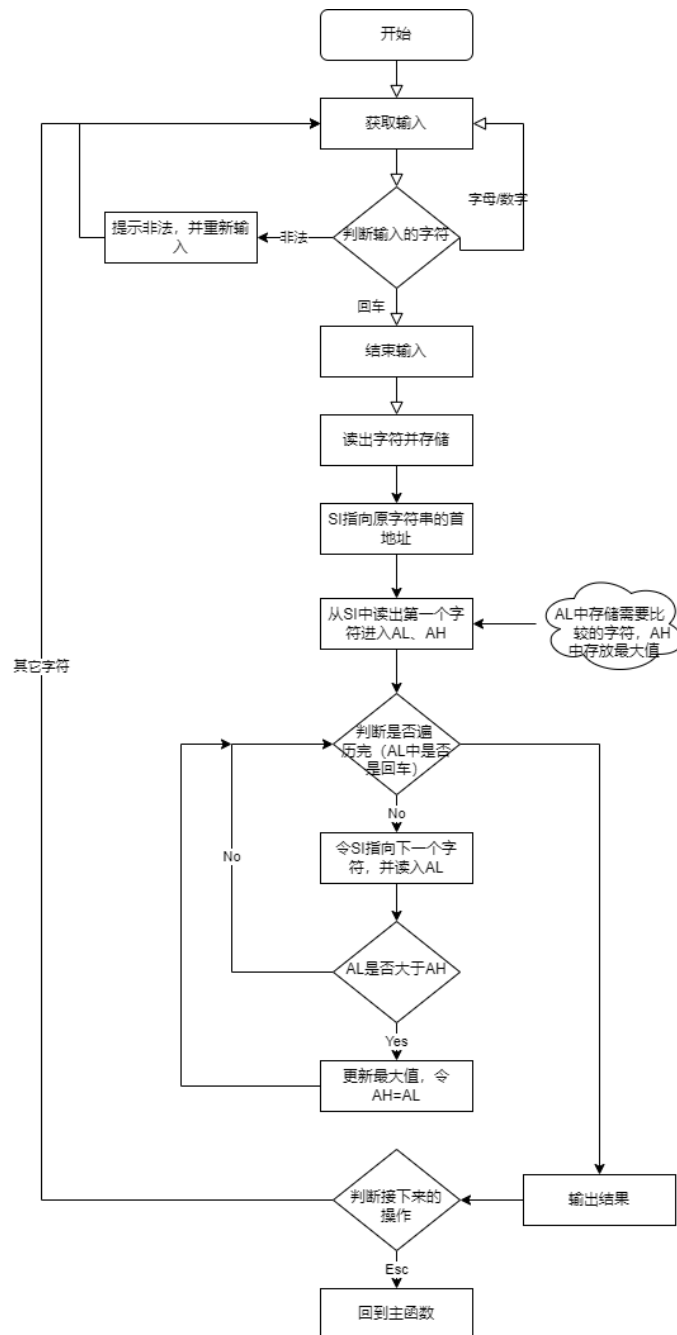 开始
获取输入
字母/数字
提示非法，并重新输
入
非法
判断输入的字符
回车
结束输入
读出字符并存储
SI指向原字符串的首
地址
从SI中读出第一个字
符进入AL、AH
AL中存储需要比
较的字符，AH
中存放最大值
其它字符
判断是否遍
历完（AL中是否
是回车）
No
令SI指向下一个字
符，并读入AL
No
AL是否大于AH
Yes
更新最大值，令
AH=AL
判断接下来的
操作
输出结果
Esc
回到主函数